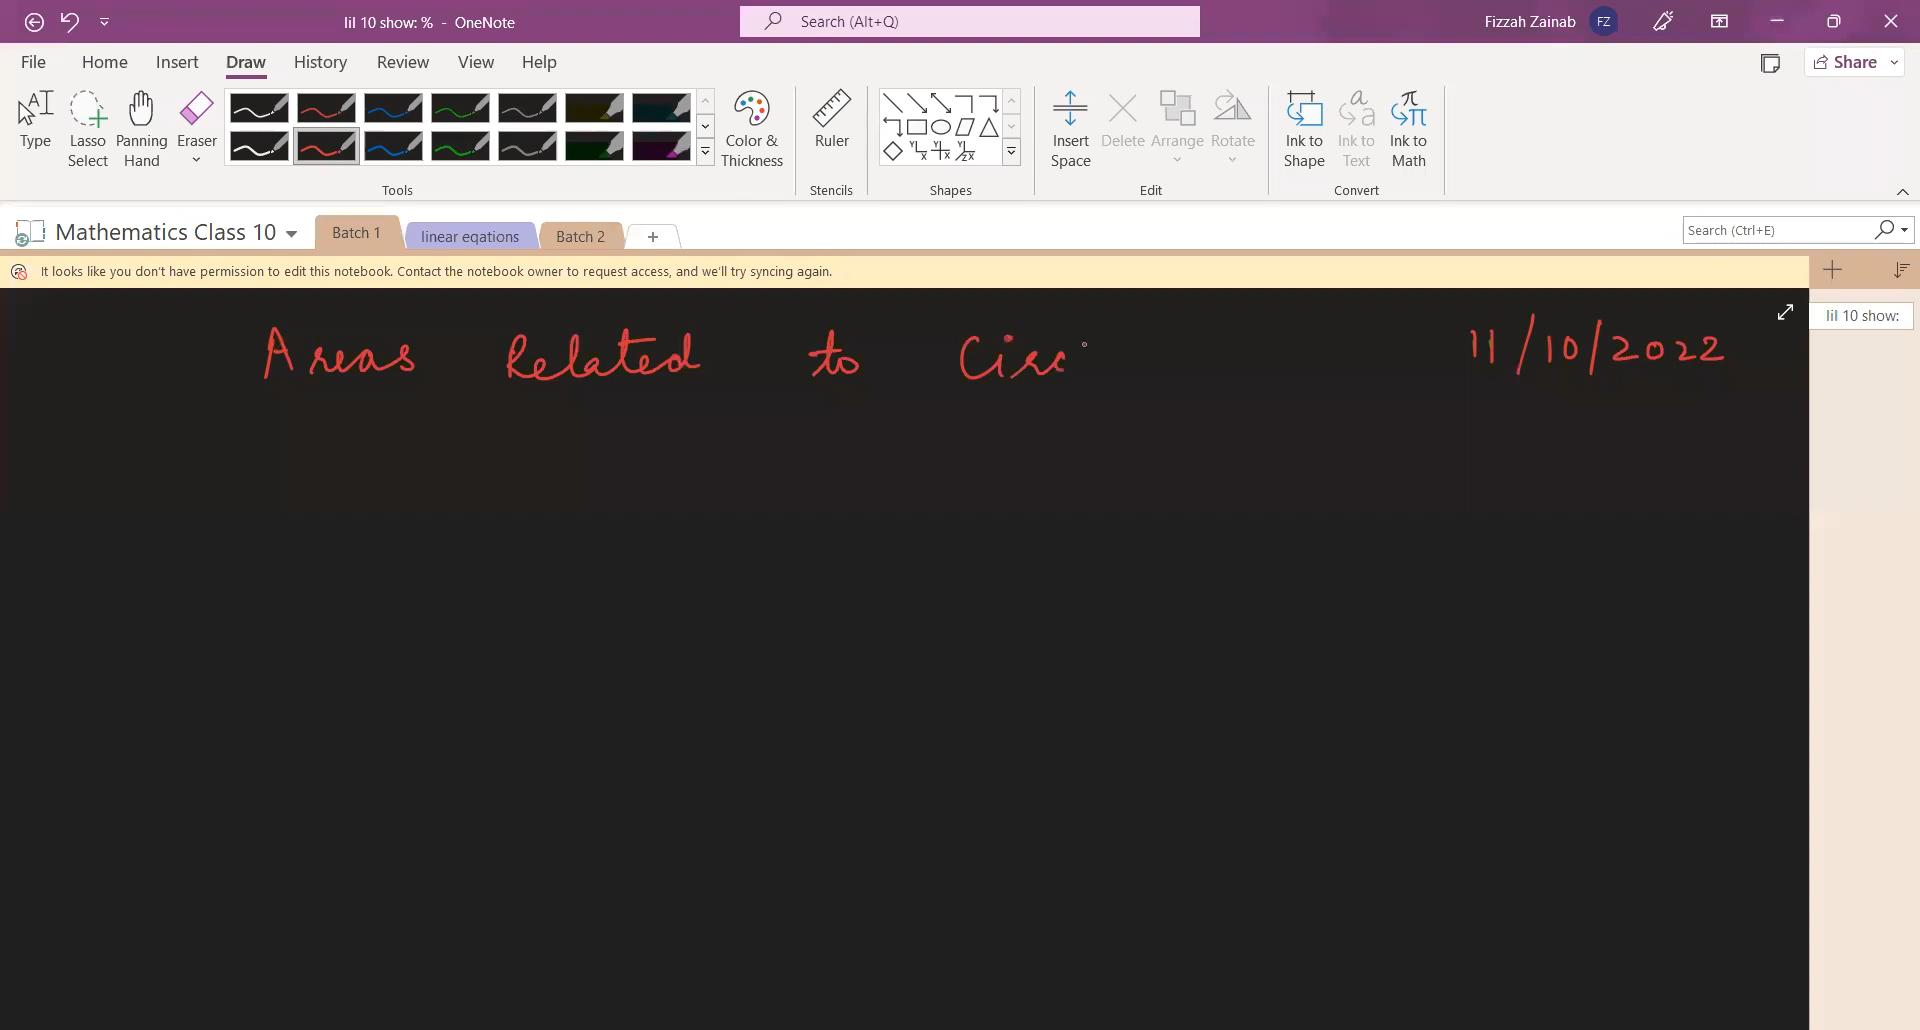 lil 10 show: % - OneNote
Search (Alt+Q)
Fizzah Zainab
FZ
File Home Insert Draw History Review View Help
Share
Type
Lasso Select
Panning Hand
Eraser
Color & Thickness
Ruler
Insert Space
Delete
Arrange
Rotate
Ink to Shape
Ink to Text
Ink to Math
Tools
Stencils
Shapes
Edit
Convert
Mathematics Class 10
Batch 1
linear eqations
Batch 2
Search (Ctrl+E)
It looks like you don't have permission to edit this notebook. Contact the notebook owner to request access, and we'll try syncing again.
lil 10 show:
Areas Related to Circ
11/10/2022